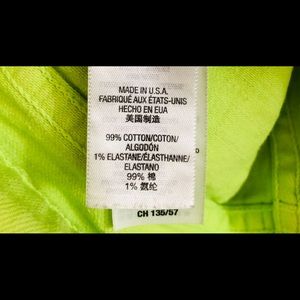 MADE IN U.S.A.
FABRIQUÉ AUX ÉTATS-UNIS
HECHO EN EUA
美国制造
99% COTTON/COTON/
ALGODÓN
1% ELASTANE/ÉLASTHANNE/
ELASTANO
99% 棉
1% 氨纶
CH 135/57